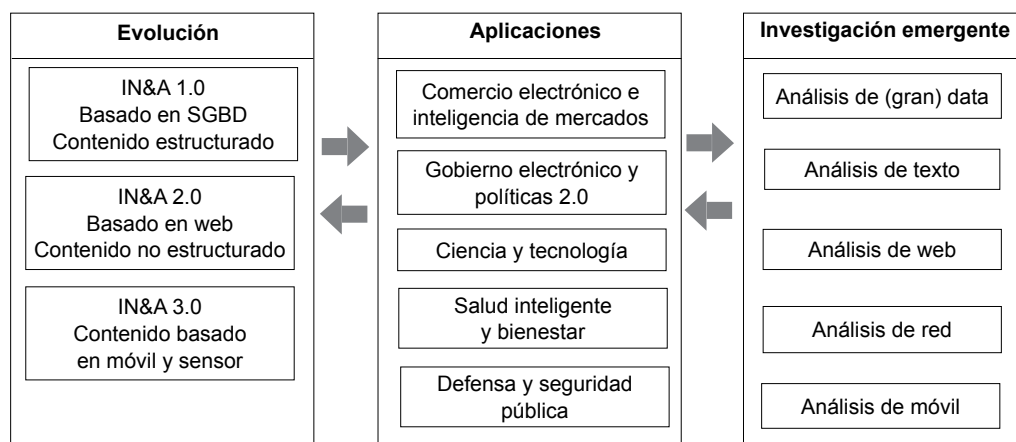 Evolución
IN&A 1.0
Basado en SGBD
Contenido estructurado
IN&A 2.0
Basado en web
Contenido no estructurado
IN&A 3.0
Contenido basado
en móvil y sensor
Aplicaciones
Comercio electrónico e
inteligencia de mercados
Gobierno electrónico y
políticas 2.0
Ciencia y tecnología
Salud inteligente
y bienestar
Defensa y seguridad
pública
Investigación emergente
Análisis de (gran) data
Análisis de texto
Análisis de web
Análisis de red
Análisis de móvil